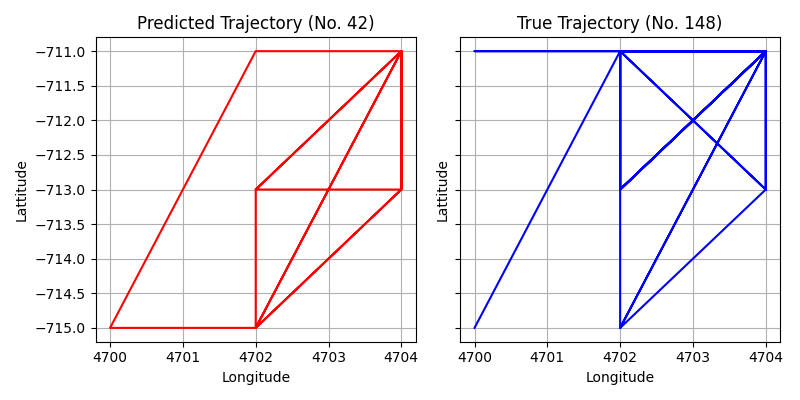 Predicted Trajectory (No. 42)
True Trajectory (No. 148)
−711.0
−711.5
−712.0
−712.5
−713.0
−713.5
−714.0
−714.5
−715.0
Lattitude
Lattitude
4700 4701 4702 4703 4704
4700 4701 4702 4703 4704
Longitude
Longitude